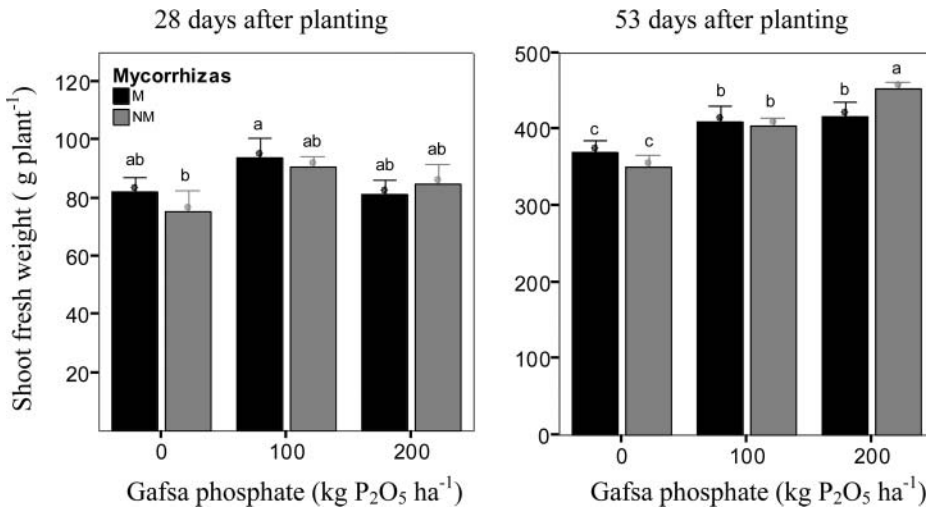 28 days after planting
53 days after planting
Shoot fresh weight ( g plant⁻¹)
120
100
80
60
40
20
Mycorrhizas
M
NM
ab
b
a
ab
ab
ab
0
100
200
Gafsa phosphate (kg P₂O₅ ha⁻¹)
500
400
300
200
100
0
c
c
b
b
b
a
0
100
200
Gafsa phosphate (kg P₂O₅ ha⁻¹)